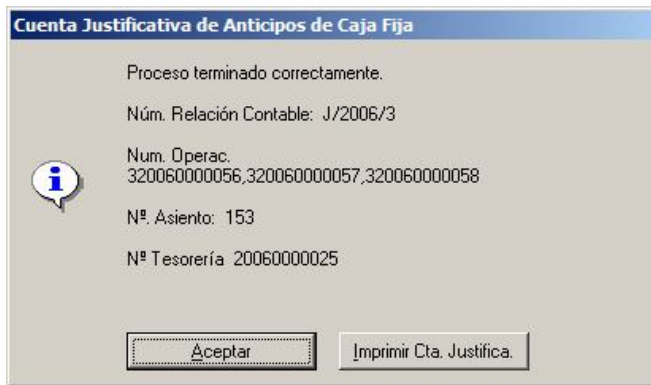 Cuenta Justificativa de Anticipos de Caja Fija
Proceso terminado correctamente.
Núm. Relación Contable: J/2006/3
Num. Operac.
320060000056,320060000057,320060000058
Nº. Asiento: 153
Nº Tesorería 20060000025
Aceptar
Imprimir Cta. Justifica.